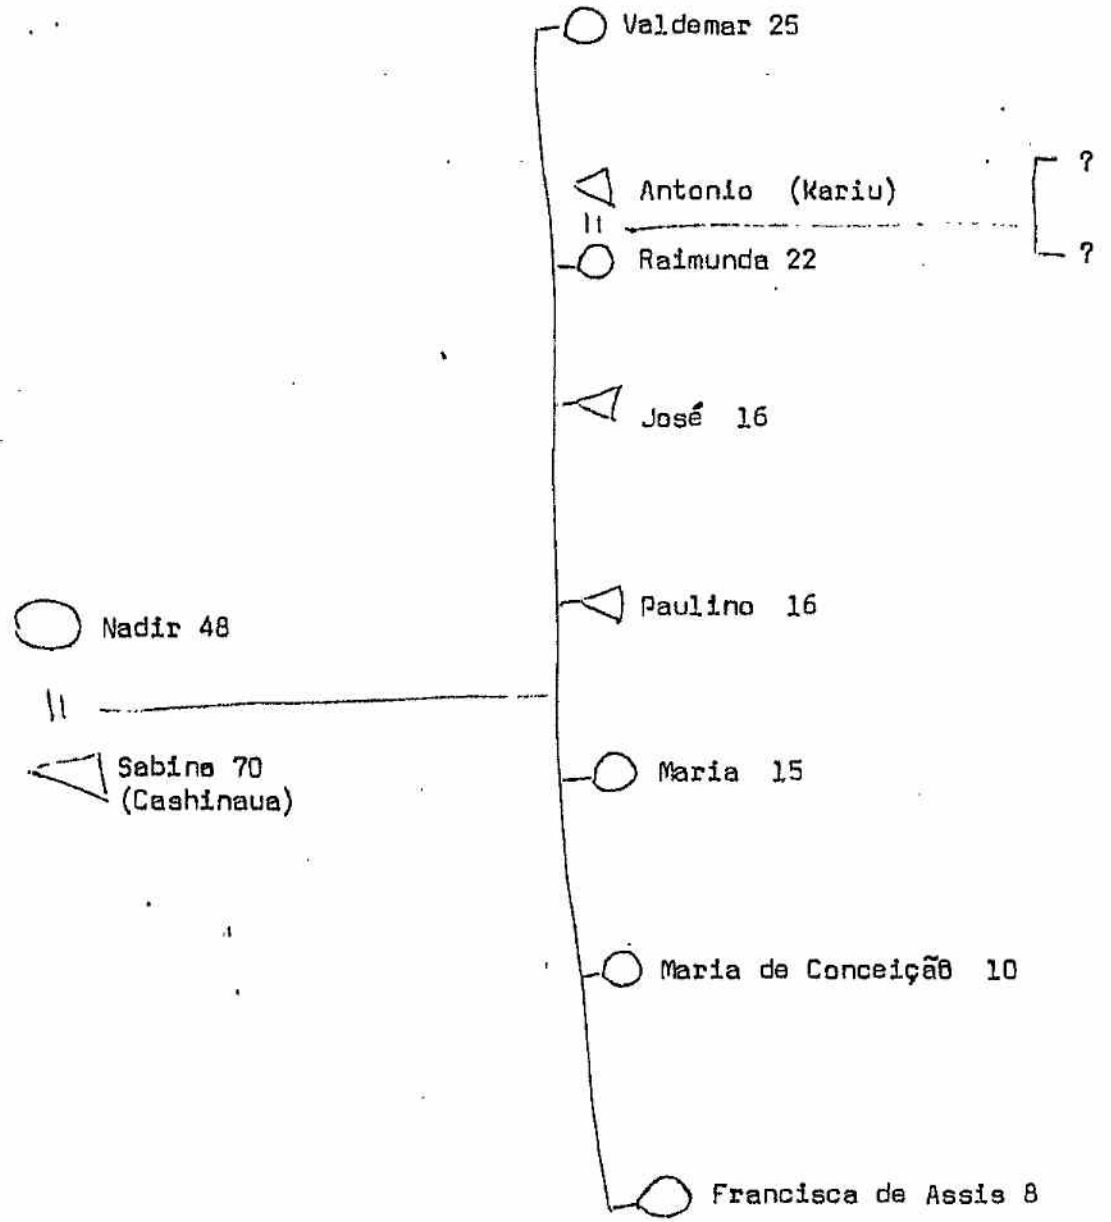 Valdemar 25
Antonio (Kariu)
?
?
Raimunda 22
José 16
Paulino 16
Nadir 48
Sabino 70
(Cashinaua)
Maria 15
Maria de Conceição 10
Francisca de Assis 8